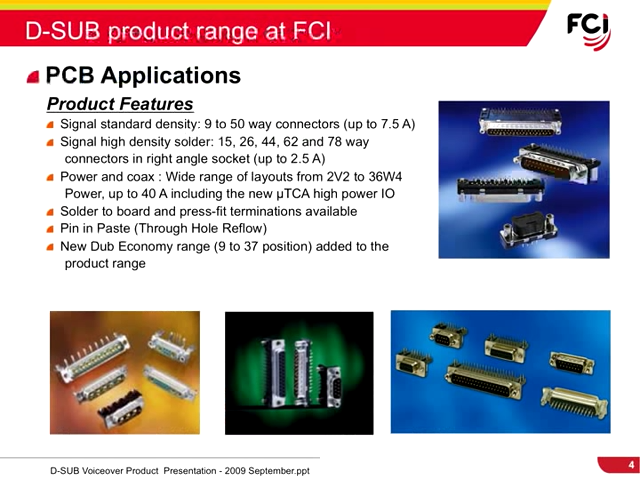 D-SUB product range at FCI
FCI
PCB Applications
Product Features
Signal standard density: 9 to 50 way connectors (up to 7.5 A)
Signal high density solder: 15, 26, 44, 62 and 78 way
connectors in right angle socket (up to 2.5 A)
Power and coax : Wide range of layouts from 2V2 to 36W4
Power, up to 40 A including the new µTCA high power IO
Solder to board and press-fit terminations available
Pin in Paste (Through Hole Reflow)
New Dub Economy range (9 to 37 position) added to the
product range
D-SUB Voiceover Product Presentation - 2009 September.ppt
4